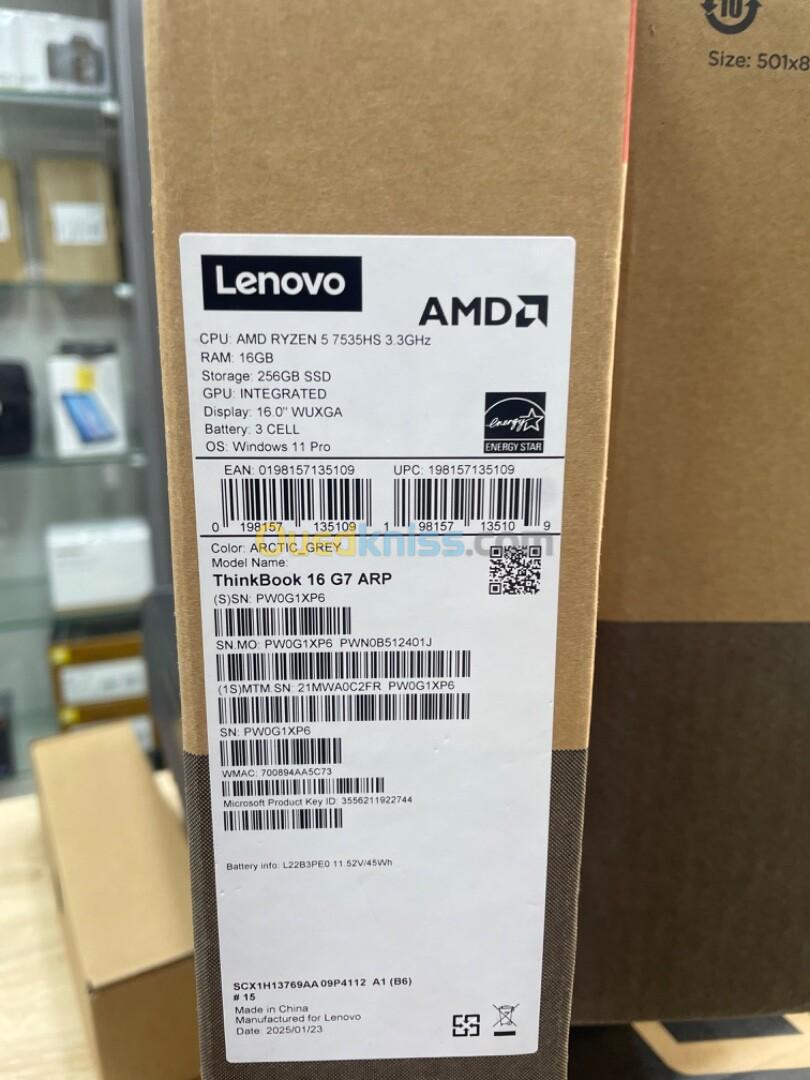 10
Size: 501x8
Lenovo
AMD
CPU: AMD RYZEN 5 7535HS 3.3GHz
RAM: 16GB
Storage: 256GB SSD
GPU: INTEGRATED
Display: 16.0" WUXGA
Battery: 3 CELL
OS: Windows 11 Pro
energy
ENERGY STAR
EAN: 0198157135109 UPC: 198157135109
0 198157 135109 1 98157 13510 9
Ouedkniss.com
Color: ARCTIC GREY
Model Name:
ThinkBook 16 G7 ARP
(S)SN: PW0G1XP6
SN.MO: PW0G1XP6 PWN0B512401J
(1S)MTM.SN: 21MWA0C2FR PW0G1XP6
SN: PW0G1XP6
WMAC: 700894AA5C73
Microsoft Product Key ID: 3556211922744
Battery info: L22B3PE0 11.52V/45Wh
SCX1H13769AA 09P4112 A1 (B6)
# 15
Made in China
Manufactured for Lenovo
Date: 2025/01/23